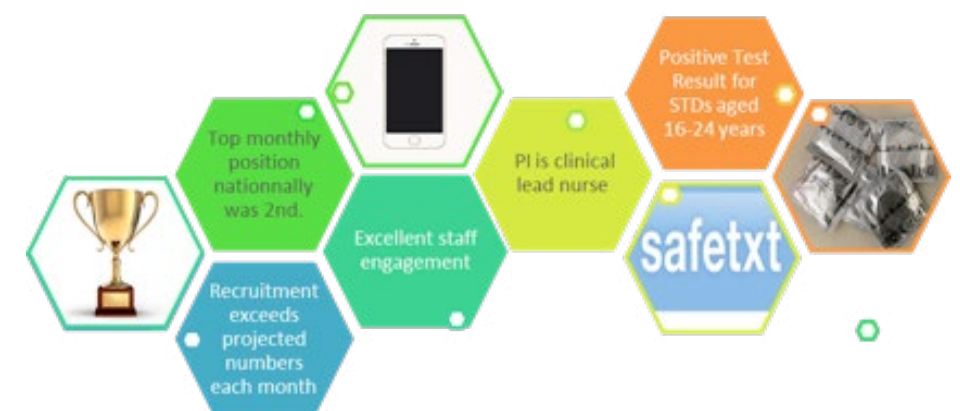 Top monthly
position
nationnally
was 2nd.
Recruitment
exceeds
projected
numbers
each month
Excellent staff
engagement
PI is clinical
lead nurse
Positive Test
Result for
STDs aged
16-24 years
safetxt